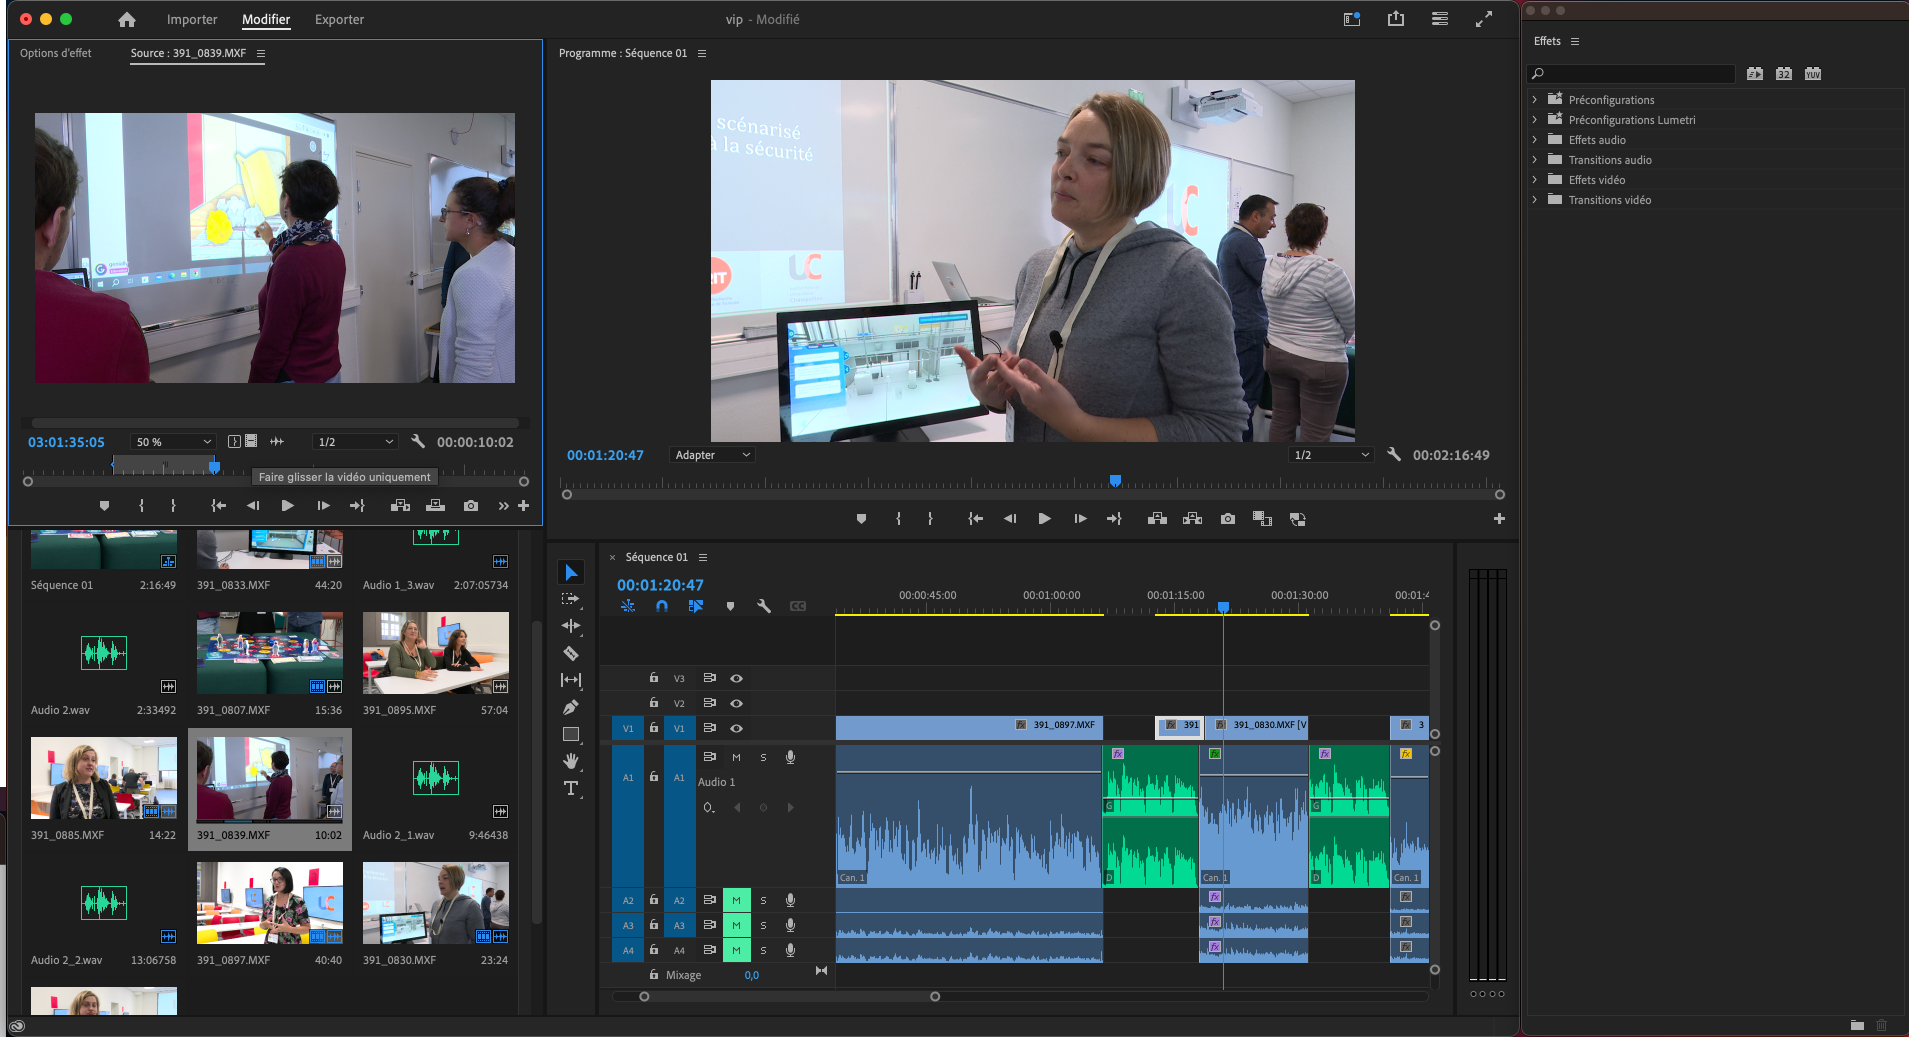 Importer
Modifier
Exporter
vip - Modifié
Options d'effet
Source : 391_0839.MXF
Programme : Séquence 01
Effets
32
YUV
Préconfigurations
Préconfigurations Lumetri
Effets audio
Transitions audio
Effets vidéo
Transitions vidéo
scénarisé
à la sécurité
UC
03:01:35:05
50 %
1/2
00:00:10:02
Faire glisser la vidéo uniquement
00:01:20:47
Adapter
1/2
00:02:16:49
Séquence 01 2:16:49
391_0833.MXF 44:20
Audio 1_3.wav 2:07:05734
Audio 2.wav 2:33492
391_0807.MXF 15:36
391_0895.MXF 57:04
391_0885.MXF 14:22
391_0839.MXF 10:02
Audio 2_1.wav 9:46438
Audio 2_2.wav 13:06758
391_0897.MXF 40:40
391_0830.MXF 23:24
× Séquence 01
00:01:20:47
CC
00:00:45:00
00:01:00:00
00:01:15:00
00:01:30:00
00:01:4
V3
V2
V1 V1
391_0897.MXF
391
391_0830.MXF [V
3
A1 A1
M S
Audio 1
Can. 1
fx
G
D
Can. 1
fx
G
D
Can. 1
A2 A2 M S
A3 A3 M S
A4 A4 M S
Mixage 0,0
T